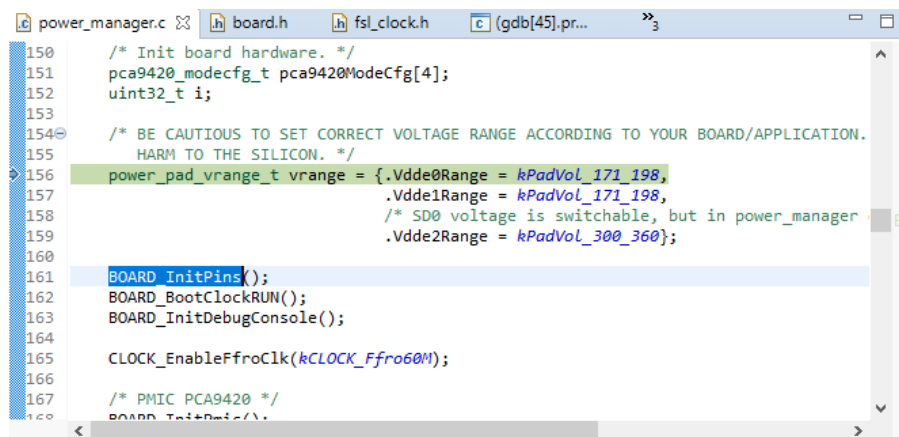 power_manager.c board.h fsl_clock.h (gdb[45].pr... »3
150 /* Init board hardware. */
151 pca9420_modecfg_t pca9420ModeCfg[4];
152 uint32_t i;
153
154 /* BE CAUTIOUS TO SET CORRECT VOLTAGE RANGE ACCORDING TO YOUR BOARD/APPLICATION.
155 HARM TO THE SILICON. */
156 power_pad_vrange_t vrange = {.Vdde0Range = kPadVol_171_198,
157 .Vdde1Range = kPadVol_171_198,
158 /* SD0 voltage is switchable, but in power_manager
159 .Vdde2Range = kPadVol_300_360};
160
161 BOARD_InitPins();
162 BOARD_BootClockRUN();
163 BOARD_InitDebugConsole();
164
165 CLOCK_EnableFfroClk(kCLOCK_Ffro60M);
166
167 /* PMIC PCA9420 */
168 BOARD_InitPmic();